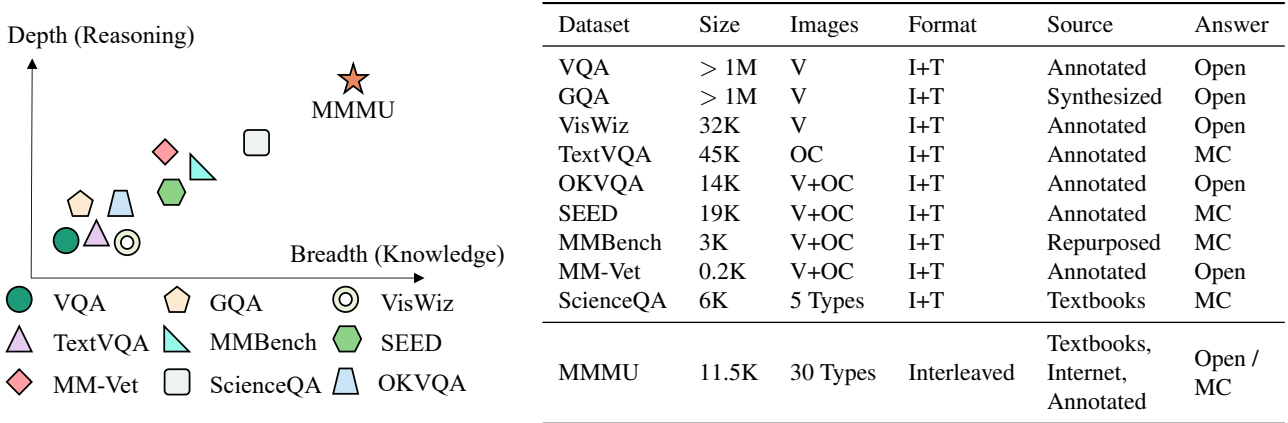 Depth (Reasoning)
MMMU
Breadth (Knowledge)
VQA GQA VisWiz
TextVQA MMBench SEED
MM-Vet ScienceQA OKVQA
Dataset Size Images Format Source Answer
VQA > 1M V I+T Annotated Open
GQA > 1M V I+T Synthesized Open
VisWiz 32K V I+T Annotated Open
TextVQA 45K OC I+T Annotated MC
OKVQA 14K V+OC I+T Annotated Open
SEED 19K V+OC I+T Annotated MC
MMBench 3K V+OC I+T Repurposed MC
MM-Vet 0.2K V+OC I+T Annotated Open
ScienceQA 6K 5 Types I+T Textbooks MC
MMMU 11.5K 30 Types Interleaved Textbooks,
Internet,
Annotated
Open /
MC